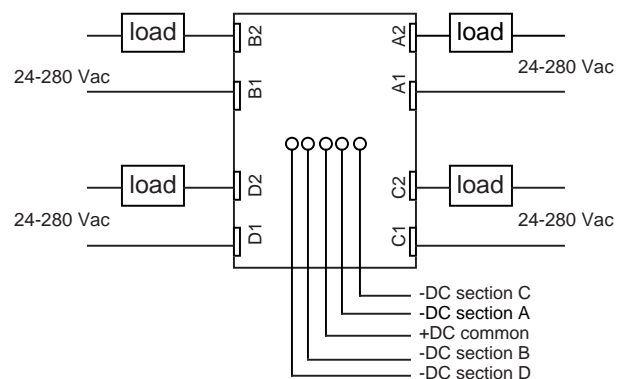 load
B2
A2
load
24-280 Vac
B1
A1
24-280 Vac
load
D2
C2
load
24-280 Vac
D1
C1
24-280 Vac
-DC section C
-DC section A
+DC common
-DC section B
-DC section D